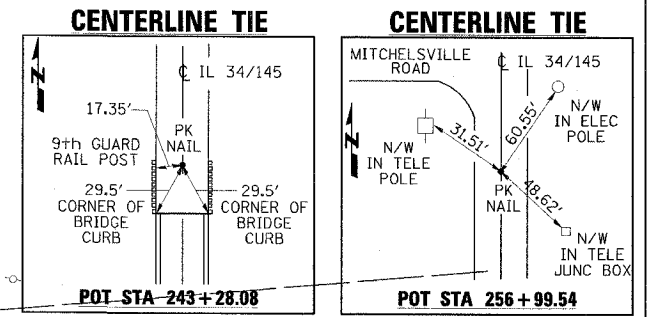 CENTERLINE TIE
℄ IL 34/145
N
17.35'
PK
NAIL
9th GUARD
RAIL POST
29.5'
CORNER OF
BRIDGE
CURB
29.5'
CORNER OF
BRIDGE
CURB
POT STA 243+28.08
CENTERLINE TIE
MITCHELSVILLE
ROAD
℄ IL 34/145
N
31.51'
60.55'
N/W
IN ELEC
POLE
N/W
IN TELE
POLE
PK
NAIL
48.62'
N/W
IN TELE
JUNC BOX
POT STA 256+99.54